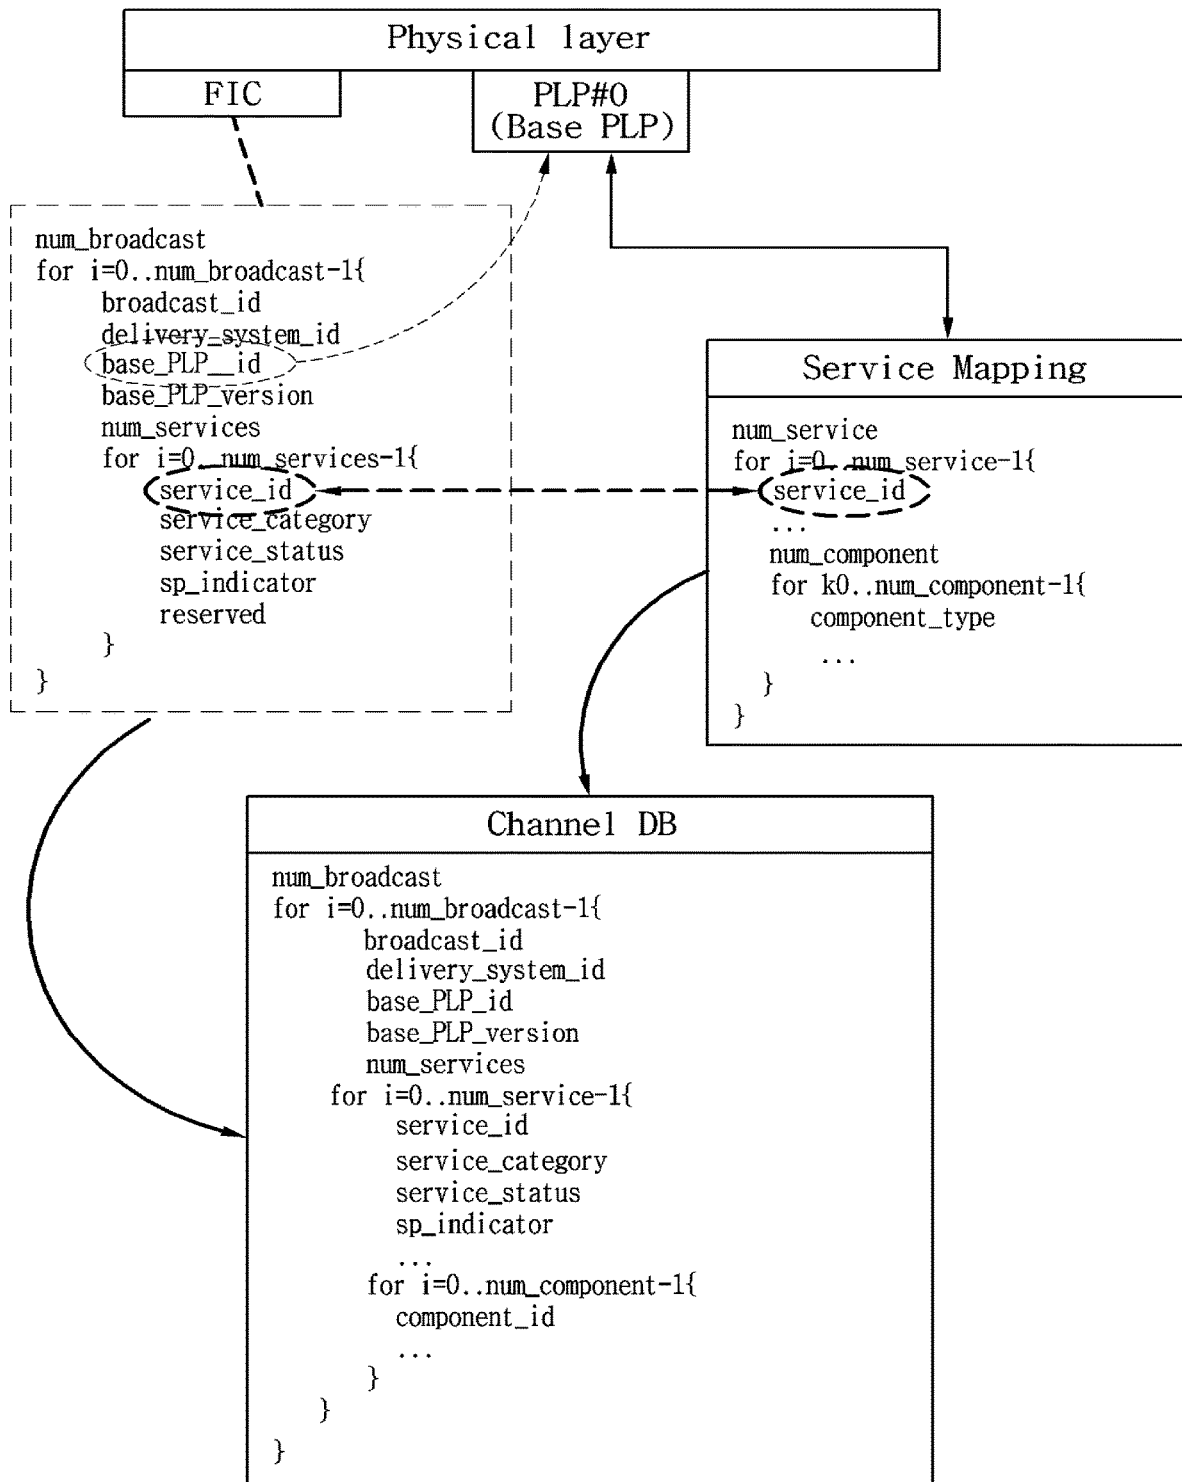 Physical layer
FIC
PLP#0
(Base PLP)
num_broadcast
for i=0..num_broadcast-1{
broadcast_id
delivery_system_id
base_PLP__id
base_PLP_version
num_services
for i=0..num_services-1{
service_id
service_category
service_status
sp_indicator
reserved
}
}
Service Mapping
num_service
for i=0..num_service-1{
service_id
...
num_component
for k0..num_component-1{
component_type
...
}
}
Channel DB
num_broadcast
for i=0..num_broadcast-1{
broadcast_id
delivery_system_id
base_PLP_id
base_PLP_version
num_services
for i=0..num_service-1{
service_id
service_category
service_status
sp_indicator
...
for i=0..num_component-1{
component_id
...
}
}
}